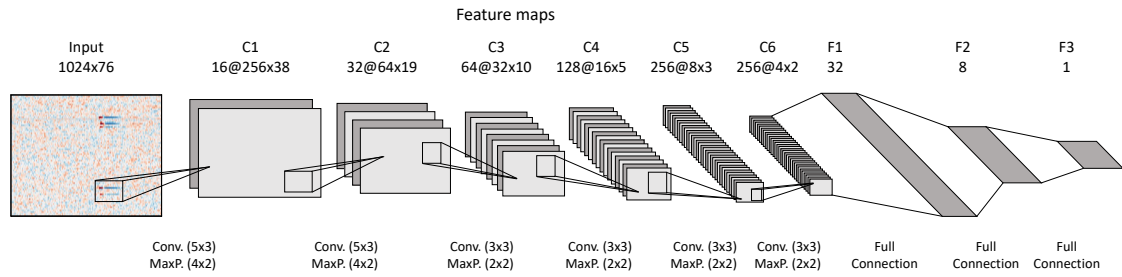 Feature maps
Input C1 C2 C3 C4 C5 C6 F1 F2 F3
1024x76 16@256x38 32@64x19 64@32x10 128@16x5 256@8x3 256@4x2 32 8 1
Conv. (5x3) Conv. (5x3) Conv. (3x3) Conv. (3x3) Conv. (3x3) Conv. (3x3) Full Full Full
MaxP. (4x2) MaxP. (4x2) MaxP. (2x2) MaxP. (2x2) MaxP. (2x2) MaxP. (2x2) Connection Connection Connection